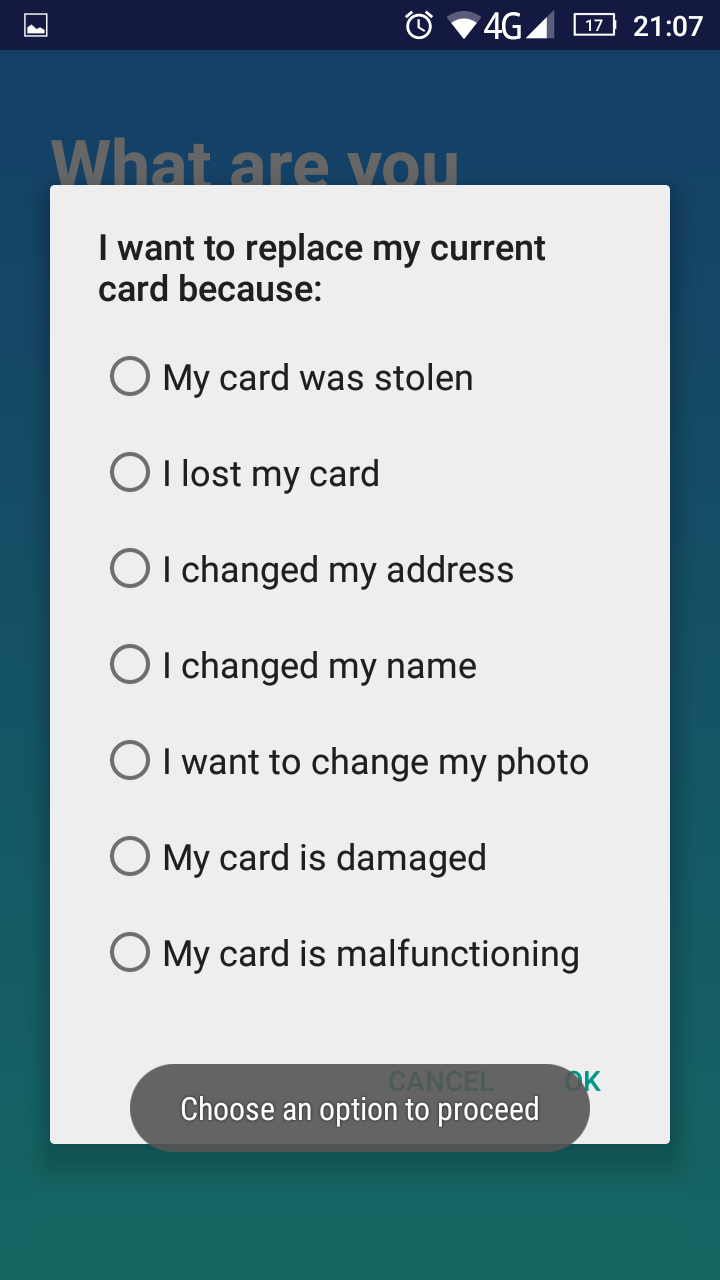 4G 17 21:07
What are you
I want to replace my current
card because:
My card was stolen
I lost my card
I changed my address
I changed my name
I want to change my photo
My card is damaged
My card is malfunctioning
CANCEL OK
Choose an option to proceed